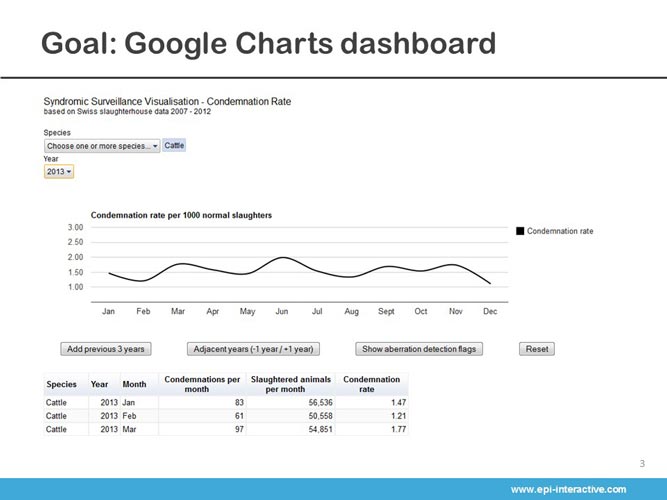 Goal: Google Charts dashboard
Syndromic Surveillance Visualisation - Condemnation Rate
based on Swiss slaughterhouse data 2007 - 2012
Species
Choose one or more species... Cattle
Year
2013
Condemnation rate per 1000 normal slaughters
3.00
2.50
2.00
1.50
1.00
Condemnation rate
Jan Feb Mar Apr May Jun Jul Aug Sept Oct Nov Dec
Add previous 3 years Adjacent years (-1 year / +1 year) Show aberration detection flags Reset
Species Year Month Condemnations per month Slaughtered animals per month Condemnation rate
Cattle 2013 Jan 83 56,536 1.47
Cattle 2013 Feb 61 50,558 1.21
Cattle 2013 Mar 97 54,851 1.77
3
www.epi-interactive.com